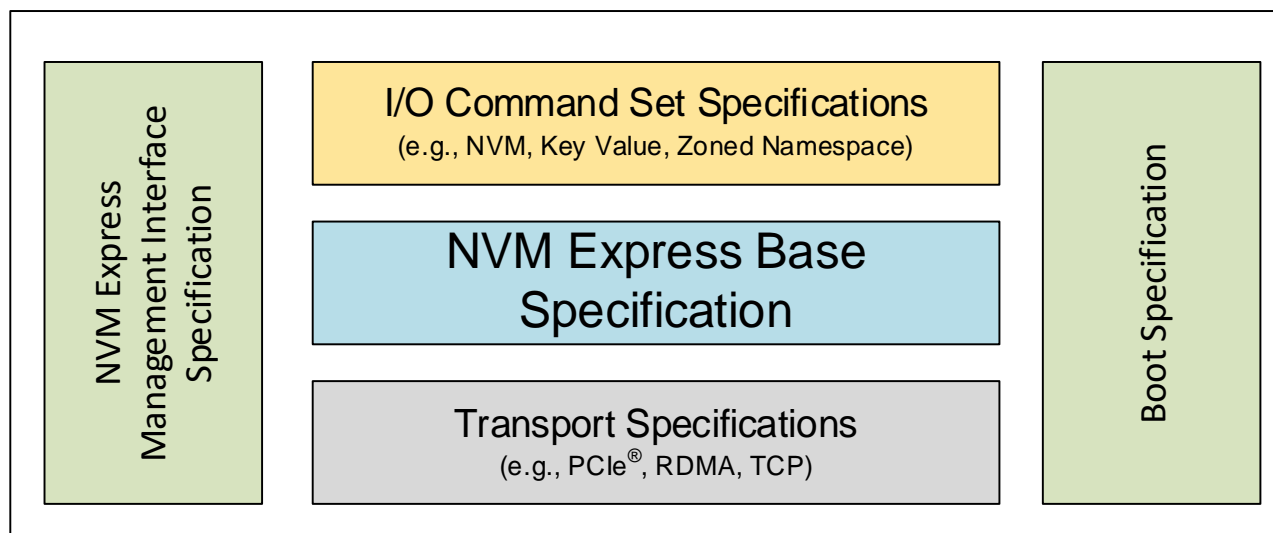 NVM Express
Management Interface
Specification
I/O Command Set Specifications
(e.g., NVM, Key Value, Zoned Namespace)
NVM Express Base
Specification
Transport Specifications
(e.g., PCIe®, RDMA, TCP)
Boot Specification